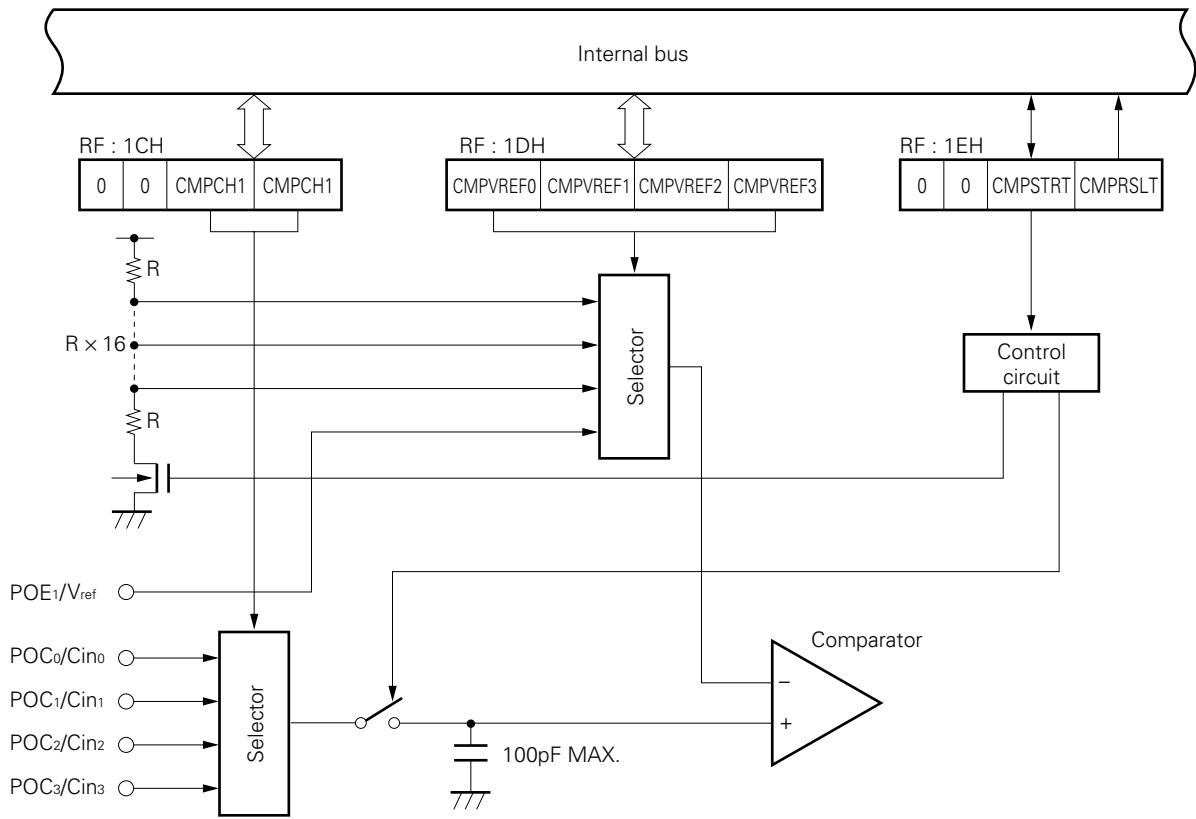 Internal bus
RF : 1CH
RF : 1DH
RF : 1EH
0 0 CMPCH1 CMPCH1
CMPVREF0 CMPVREF1 CMPVREF2 CMPVREF3
0 0 CMPSTRT CMPRSLT
R
R × 16
R
Selector
Control
circuit
POE1/Vref
POC0/Cin0
POC1/Cin1
POC2/Cin2
POC3/Cin3
Selector
100pF MAX.
Comparator
−
+